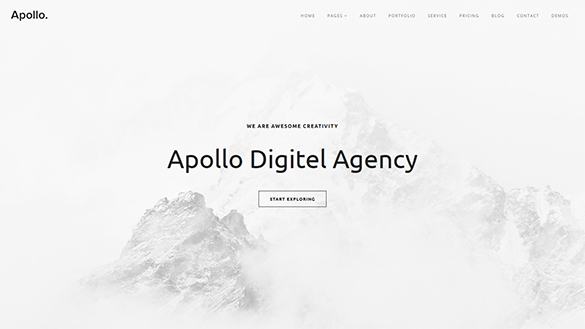 Apollo.
HOME PAGES ABOUT PORTFOLIO SERVICE PRICING BLOG CONTACT DEMOS
WE ARE AWESOME CREATIVITY
Apollo Digitel Agency
START EXPLORING